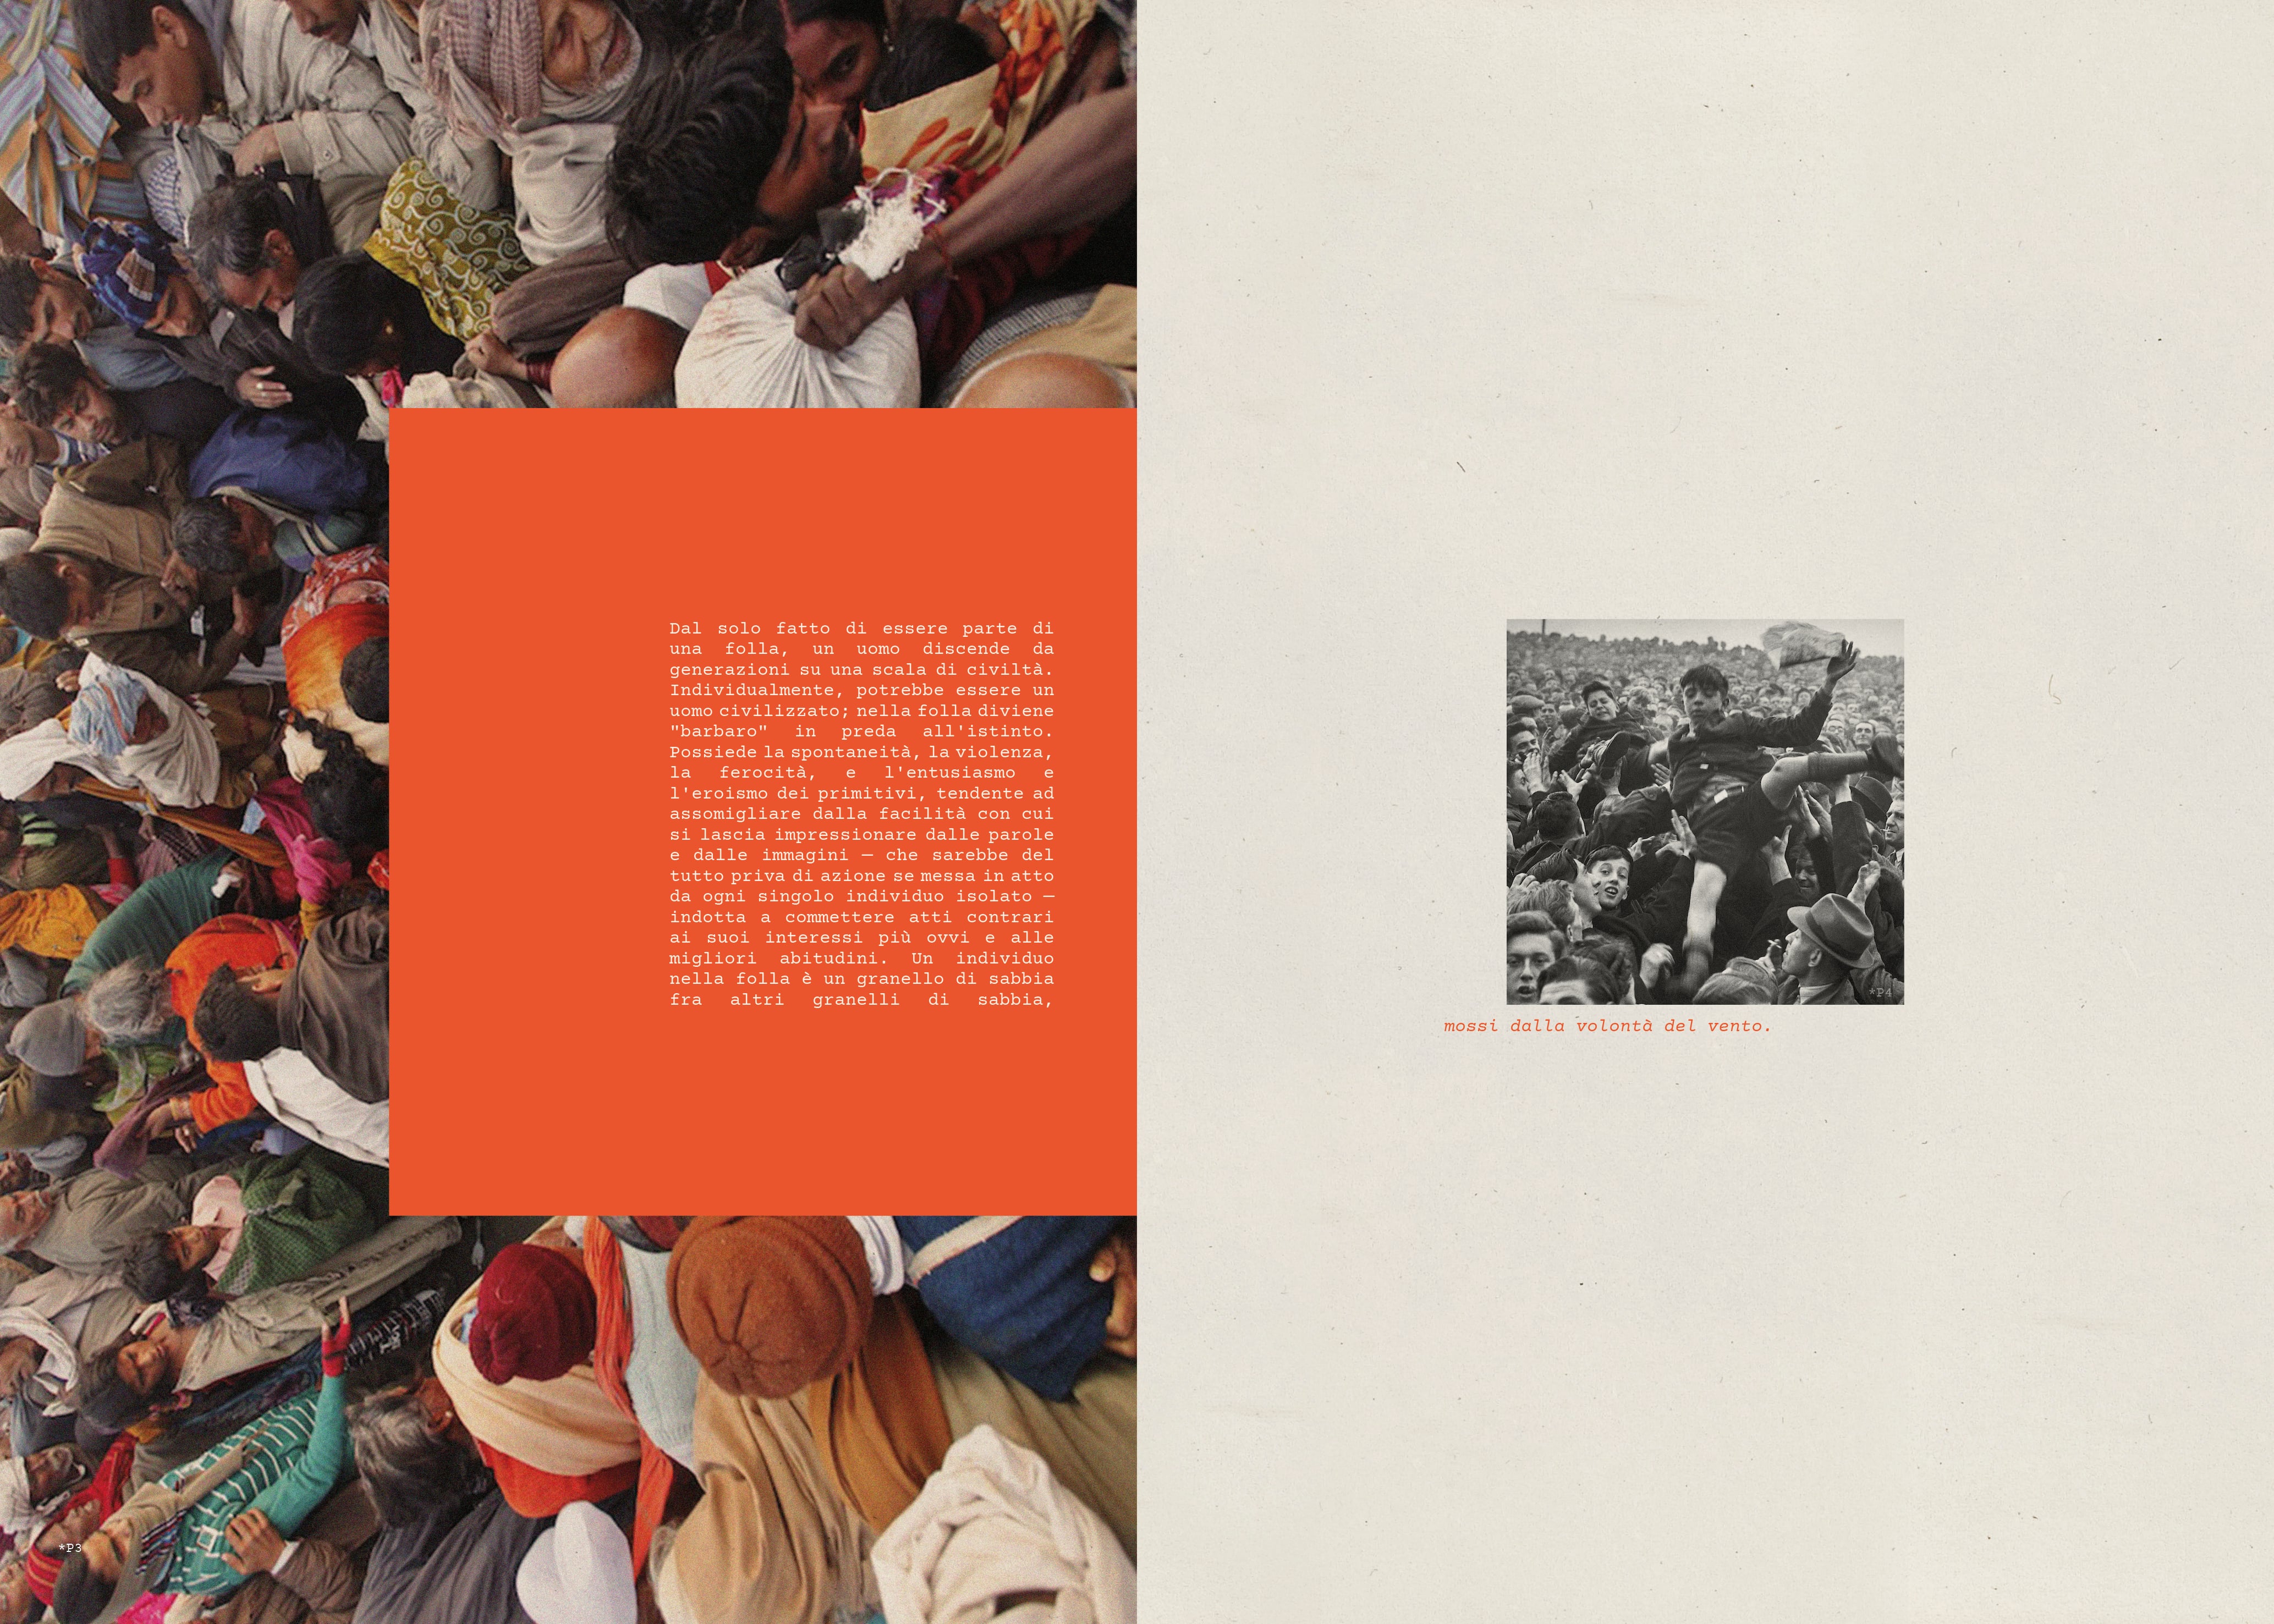 Dal solo fatto di essere parte di
una folla, un uomo discende da
generazioni su una scala di civiltà.
Individualmente, potrebbe essere un
uomo civilizzato; nella folla diviene
"barbaro" in preda all'istinto.
Possiede la spontaneità, la violenza,
la ferocità, e l'entusiasmo e
l'eroismo dei primitivi, tendente ad
assomigliare dalla facilità con cui
si lascia impressionare dalle parole
e dalle immagini — che sarebbe del
tutto priva di azione se messa in atto
da ogni singolo individuo isolato —
indotta a commettere atti contrari
ai suoi interessi più ovvi e alle
migliori abitudini. Un individuo
nella folla è un granello di sabbia
fra altri granelli di sabbia,
*P3
*P4
mossi dalla volontà del vento.